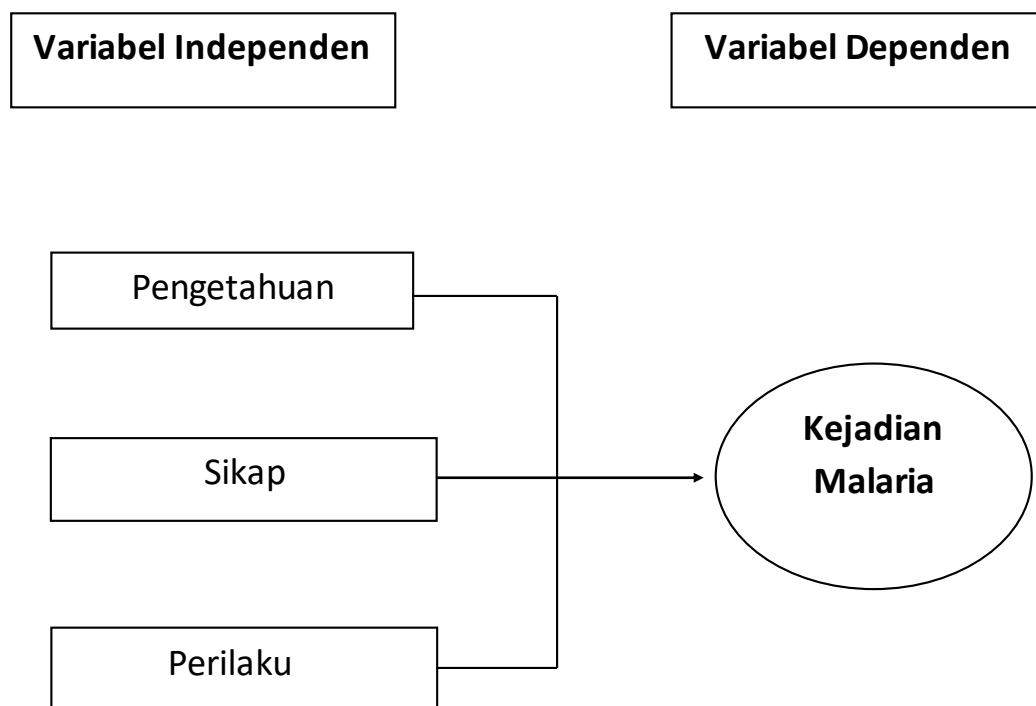 Variabel Independen
Variabel Dependen
Pengetahuan
Sikap
Perilaku
Kejadian
Malaria